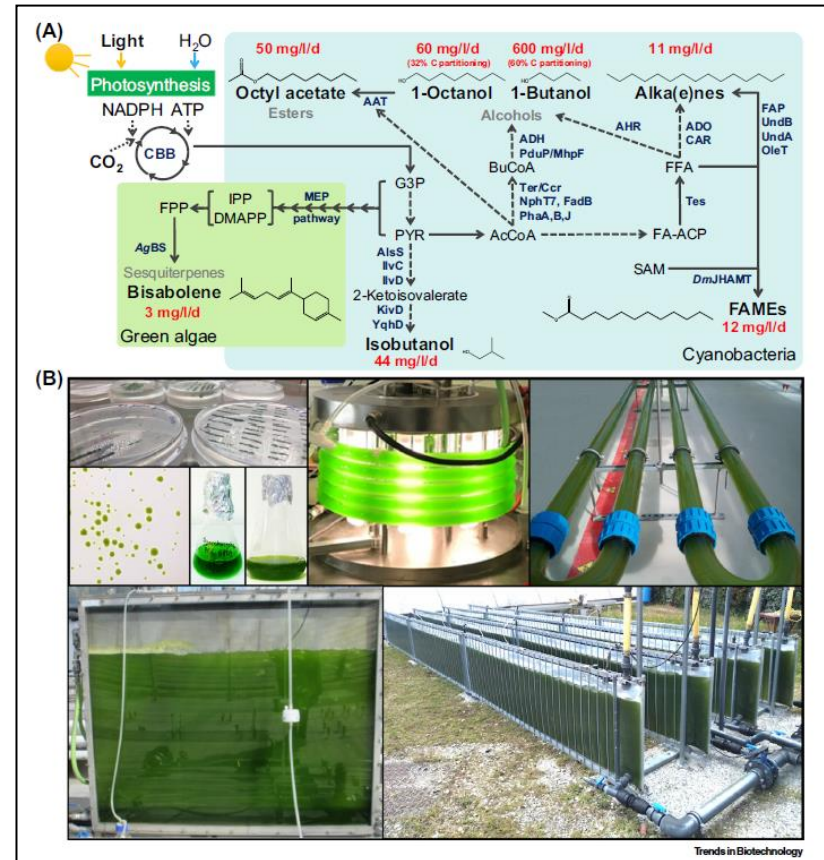 (A)
Light
H₂O
Photosynthesis
NADPH ATP
CO₂
CBB
50 mg/l/d
Octyl acetate
Esters
AAT
60 mg/l/d
(32% C partitioning)
HO
1-Octanol
600 mg/l/d
(60% C partitioning)
HO
1-Butanol
Alcohols
11 mg/l/d
Alka(e)nes
ADH
PduP/MhpF
BuCoA
Ter/Ccr
NphT7, FadB
PhaA,B,J
AHR
ADO
CAR
FAP
UndB
UndA
OleT
FFA
Tes
G3P
PYR
AcCoA
FA-ACP
FPP
IPP
DMAPP
MEP
pathway
AgBS
Sesquiterpenes
Bisabolene
3 mg/l/d
Green algae
AlsS
IlvC
IlvD
2-Ketoisovalerate
KivD
YqhD
Isobutanol
44 mg/l/d
HO
SAM
DmJHAMT
FAMEs
12 mg/l/d
Cyanobacteria
(B)
Trends in Biotechnology